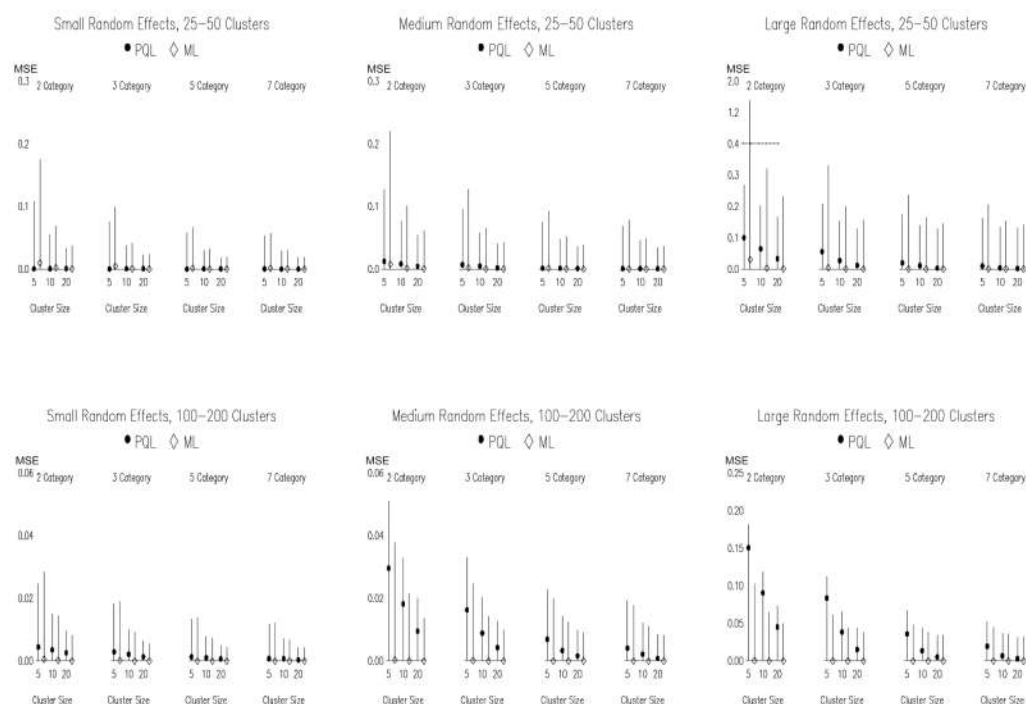 Small Random Effects, 25–50 Clusters
● PQL ◇ ML
MSE
0.3
2 Category 3 Category 5 Category 7 Category
0.2
0.1
0.0
5 10 20 5 10 20 5 10 20 5 10 20
Cluster Size Cluster Size Cluster Size Cluster Size
Medium Random Effects, 25–50 Clusters
● PQL ◇ ML
MSE
0.3
2 Category 3 Category 5 Category 7 Category
0.2
0.1
0.0
5 10 20 5 10 20 5 10 20 5 10 20
Cluster Size Cluster Size Cluster Size Cluster Size
Large Random Effects, 25–50 Clusters
● PQL ◇ ML
MSE
2.0
2 Category 3 Category 5 Category 7 Category
1.2
0.4
0.3
0.2
0.1
0.0
5 10 20 5 10 20 5 10 20 5 10 20
Cluster Size Cluster Size Cluster Size Cluster Size
Small Random Effects, 100–200 Clusters
● PQL ◇ ML
MSE
0.06
2 Category 3 Category 5 Category 7 Category
0.04
0.02
0.00
5 10 20 5 10 20 5 10 20 5 10 20
Cluster Size Cluster Size Cluster Size Cluster Size
Medium Random Effects, 100–200 Clusters
● PQL ◇ ML
MSE
0.06
2 Category 3 Category 5 Category 7 Category
0.04
0.02
0.00
5 10 20 5 10 20 5 10 20 5 10 20
Cluster Size Cluster Size Cluster Size Cluster Size
Large Random Effects, 100–200 Clusters
● PQL ◇ ML
MSE
0.25
2 Category 3 Category 5 Category 7 Category
0.20
0.15
0.10
0.05
0.00
5 10 20 5 10 20 5 10 20 5 10 20
Cluster Size Cluster Size Cluster Size Cluster Size